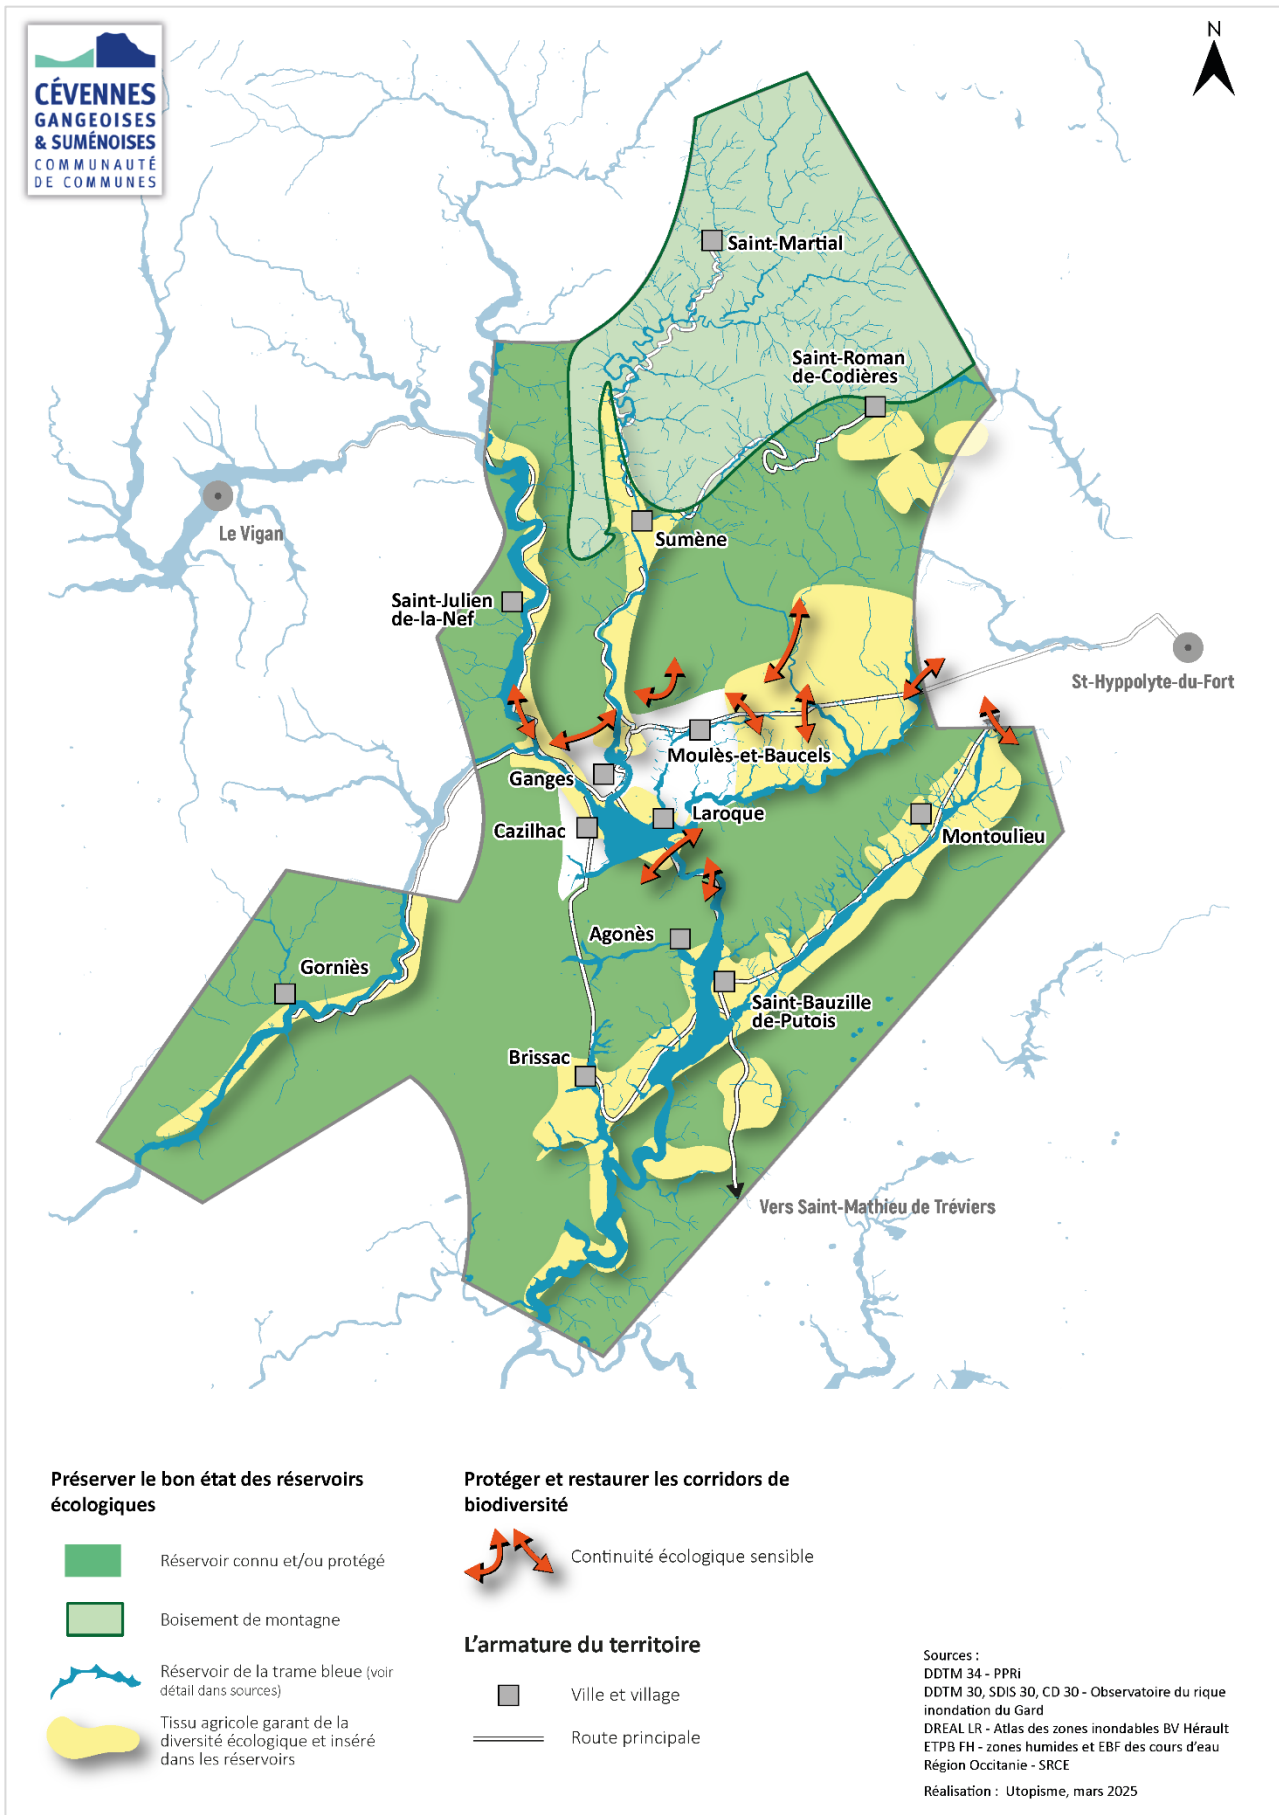 CÉVENNES
GANGEOISES
& SUMÉNOISES
COMMUNAUTÉ
DE COMMUNES
N
Saint-Martial
Saint-Roman
de-Codières
Le Vigan
Sumène
Saint-Julien
de-la-Nef
St-Hyppolyte-du-Fort
Moulès-et-Baucels
Ganges
Laroque
Cazilhac
Montoulieu
Agonès
Gorniès
Saint-Bauzille
de-Putois
Brissac
Vers Saint-Mathieu de Tréviers
Préserver le bon état des réservoirs
écologiques
Réservoir connu et/ou protégé
Boisement de montagne
Réservoir de la trame bleue (voir
détail dans sources)
Tissu agricole garant de la
diversité écologique et inséré
dans les réservoirs
Protéger et restaurer les corridors de
biodiversité
Continuité écologique sensible
L'armature du territoire
Ville et village
Route principale
Sources :
DDTM 34 - PPRi
DDTM 30, SDIS 30, CD 30 - Observatoire du rique
inondation du Gard
DREAL LR - Atlas des zones inondables BV Hérault
ETPB FH - zones humides et EBF des cours d'eau
Région Occitanie - SRCE
Réalisation : Utopisme, mars 2025